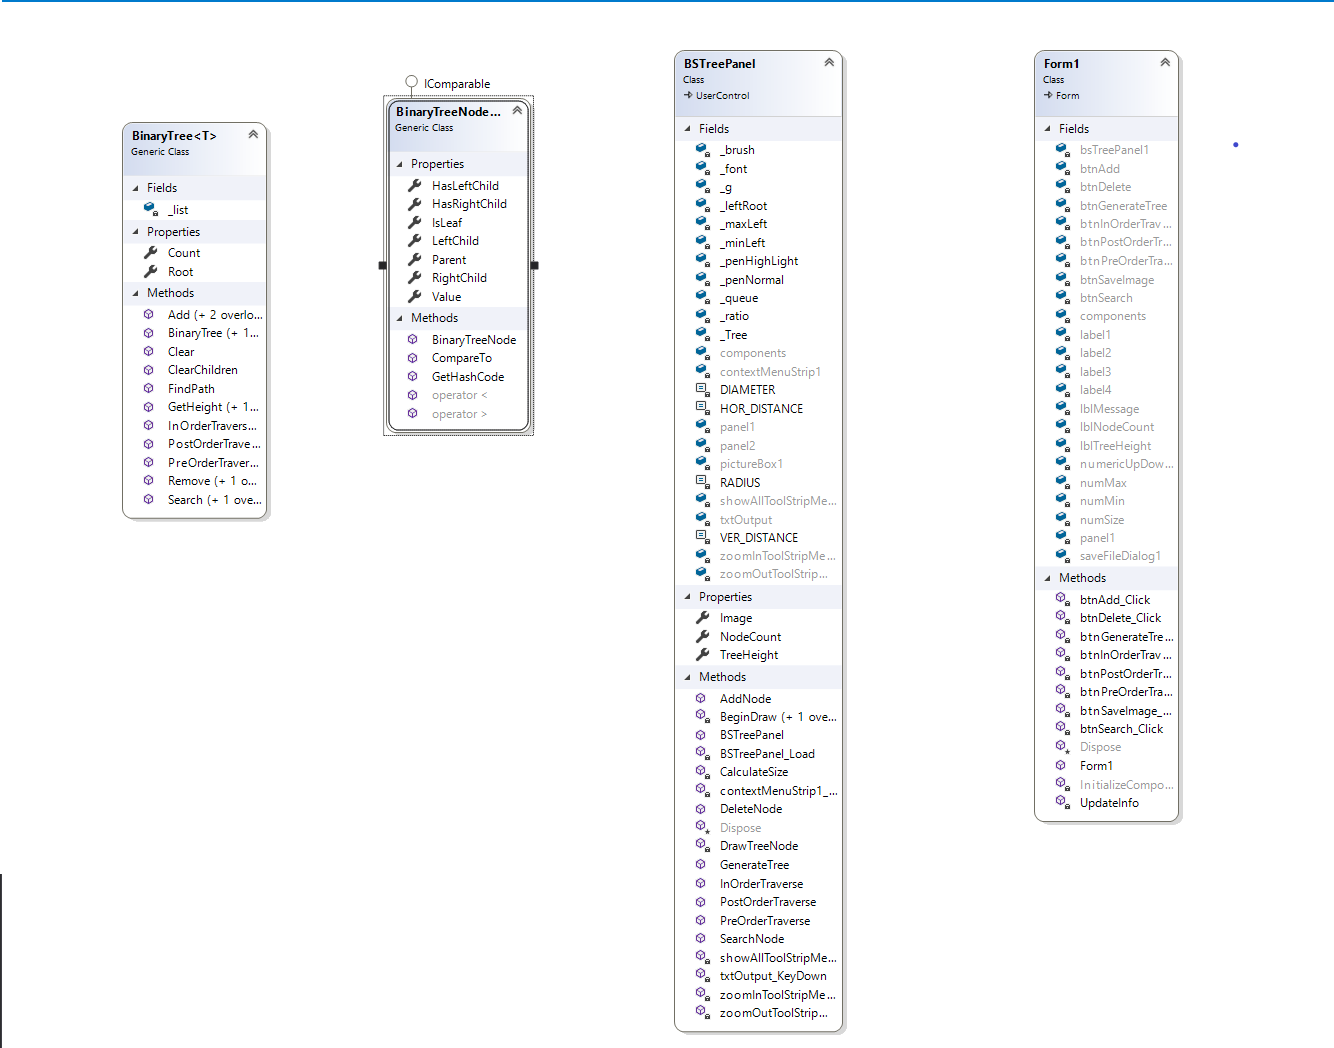 BinaryTree<T>
Generic Class
Fields
_list
Properties
Count
Root
Methods
Add (+ 2 overlo...
BinaryTree (+ 1...
Clear
ClearChildren
FindPath
GetHeight (+ 1...
InOrderTravers...
PostOrderTrave...
PreOrderTraver...
Remove (+ 1 o...
Search (+ 1 ove...
IComparable
BinaryTreeNode...
Generic Class
Properties
HasLeftChild
HasRightChild
IsLeaf
LeftChild
Parent
RightChild
Value
Methods
BinaryTreeNode
CompareTo
GetHashCode
operator <
operator >
BSTreePanel
Class
UserControl
Fields
_brush
_font
_g
_leftRoot
_maxLeft
_minLeft
_penHighLight
_penNormal
_queue
_ratio
_Tree
components
contextMenuStrip1
DIAMETER
HOR_DISTANCE
panel1
panel2
pictureBox1
RADIUS
showAllToolStripMe...
txtOutput
VER_DISTANCE
zoomInToolStripMe...
zoomOutToolStrip...
Properties
Image
NodeCount
TreeHeight
Methods
AddNode
BeginDraw (+ 1 ove...
BSTreePanel
BSTreePanel_Load
CalculateSize
contextMenuStrip1_...
DeleteNode
Dispose
DrawTreeNode
GenerateTree
InOrderTraverse
PostOrderTraverse
PreOrderTraverse
SearchNode
showAllToolStripMe...
txtOutput_KeyDown
zoomInToolStripMe...
zoomOutToolStrip...
Form1
Class
Form
Fields
bsTreePanel1
btnAdd
btnDelete
btnGenerateTree
btnInOrderTrav...
btnPostOrderTr...
btnPreOrderTra...
btnSaveImage
btnSearch
components
label1
label2
label3
label4
lblMessage
lblNodeCount
lblTreeHeight
numericUpDow...
numMax
numMin
numSize
panel1
saveFileDialog1
Methods
btnAdd_Click
btnDelete_Click
btnGenerateTre...
btnInOrderTrav...
btnPostOrderTr...
btnPreOrderTra...
btnSaveImage_...
btnSearch_Click
Dispose
Form1
InitializeCompo...
UpdateInfo